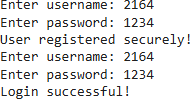 Enter username: 2164
Enter password: 1234
User registered securely!
Enter username: 2164
Enter password: 1234
Login successful!